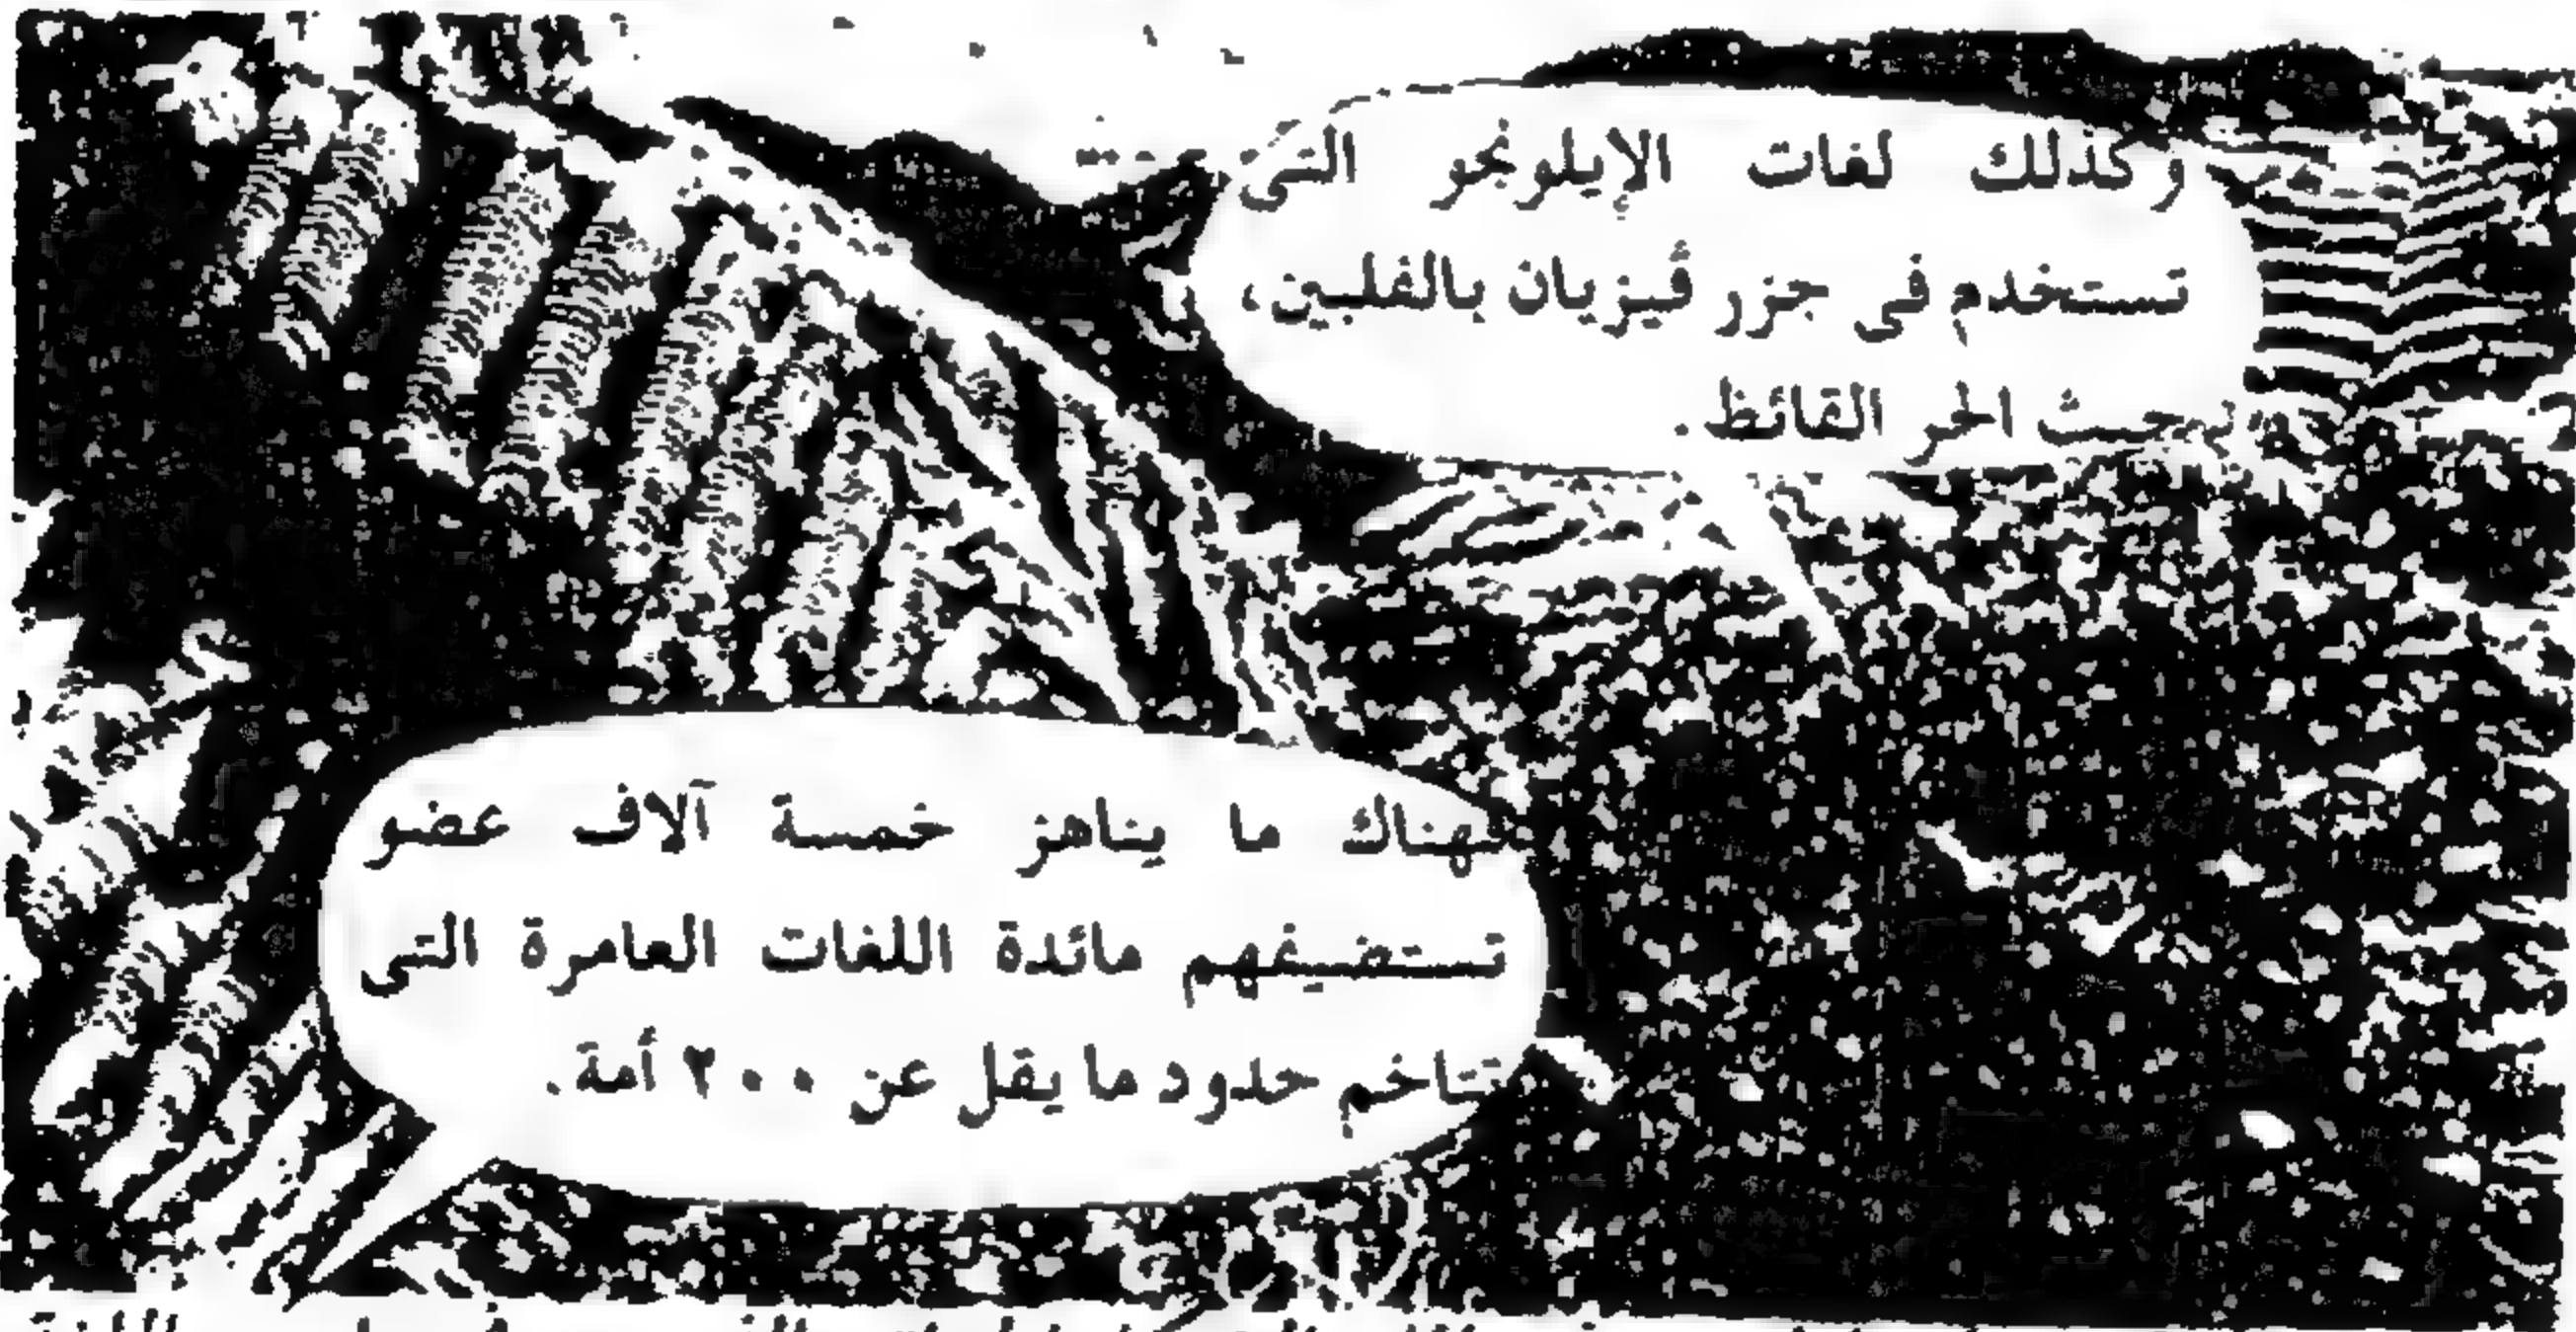 وكذلك لغات الإيلونجو التى
تستخدم فى جزر ڤيزيان بالفلبين،
حيث الحر القائظ.
فهناك ما يناهز خمسة آلاف عضو
تستضيفهم مائدة اللغات العامرة التى
تتاخم حدود ما يقل عن ٢٠٠ أمة.